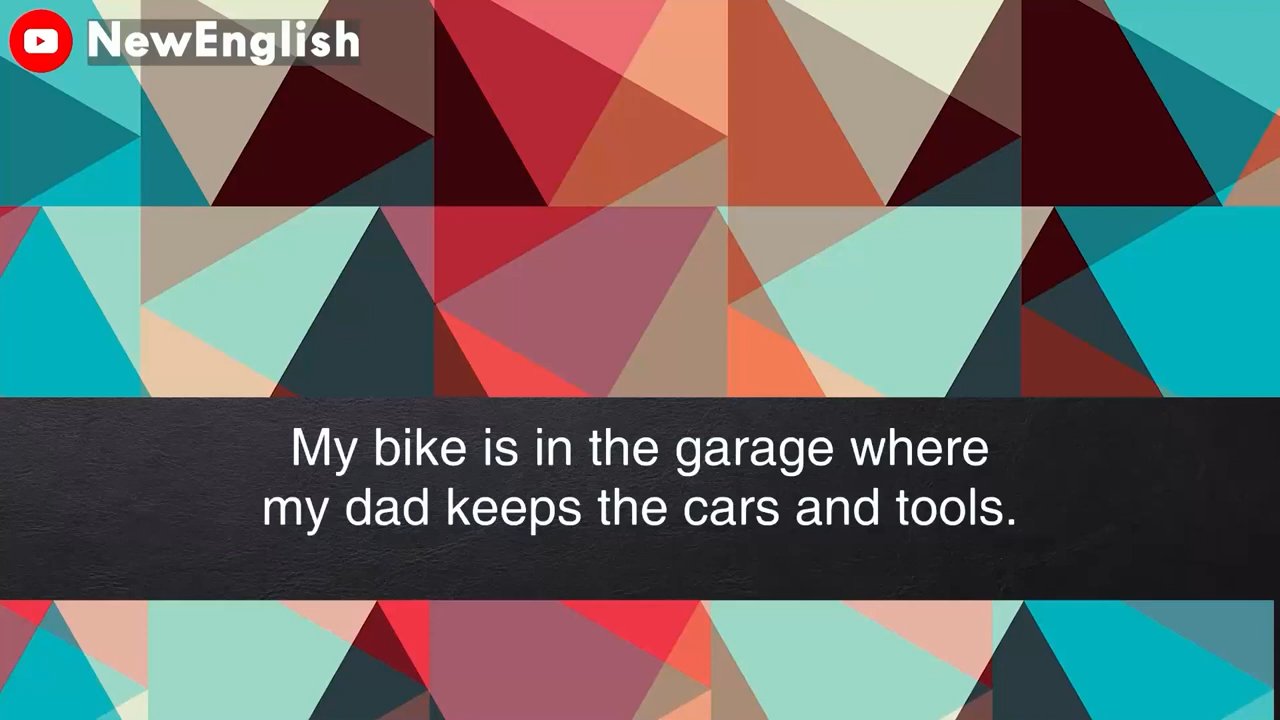 NewEnglish
My bike is in the garage where
my dad keeps the cars and tools.